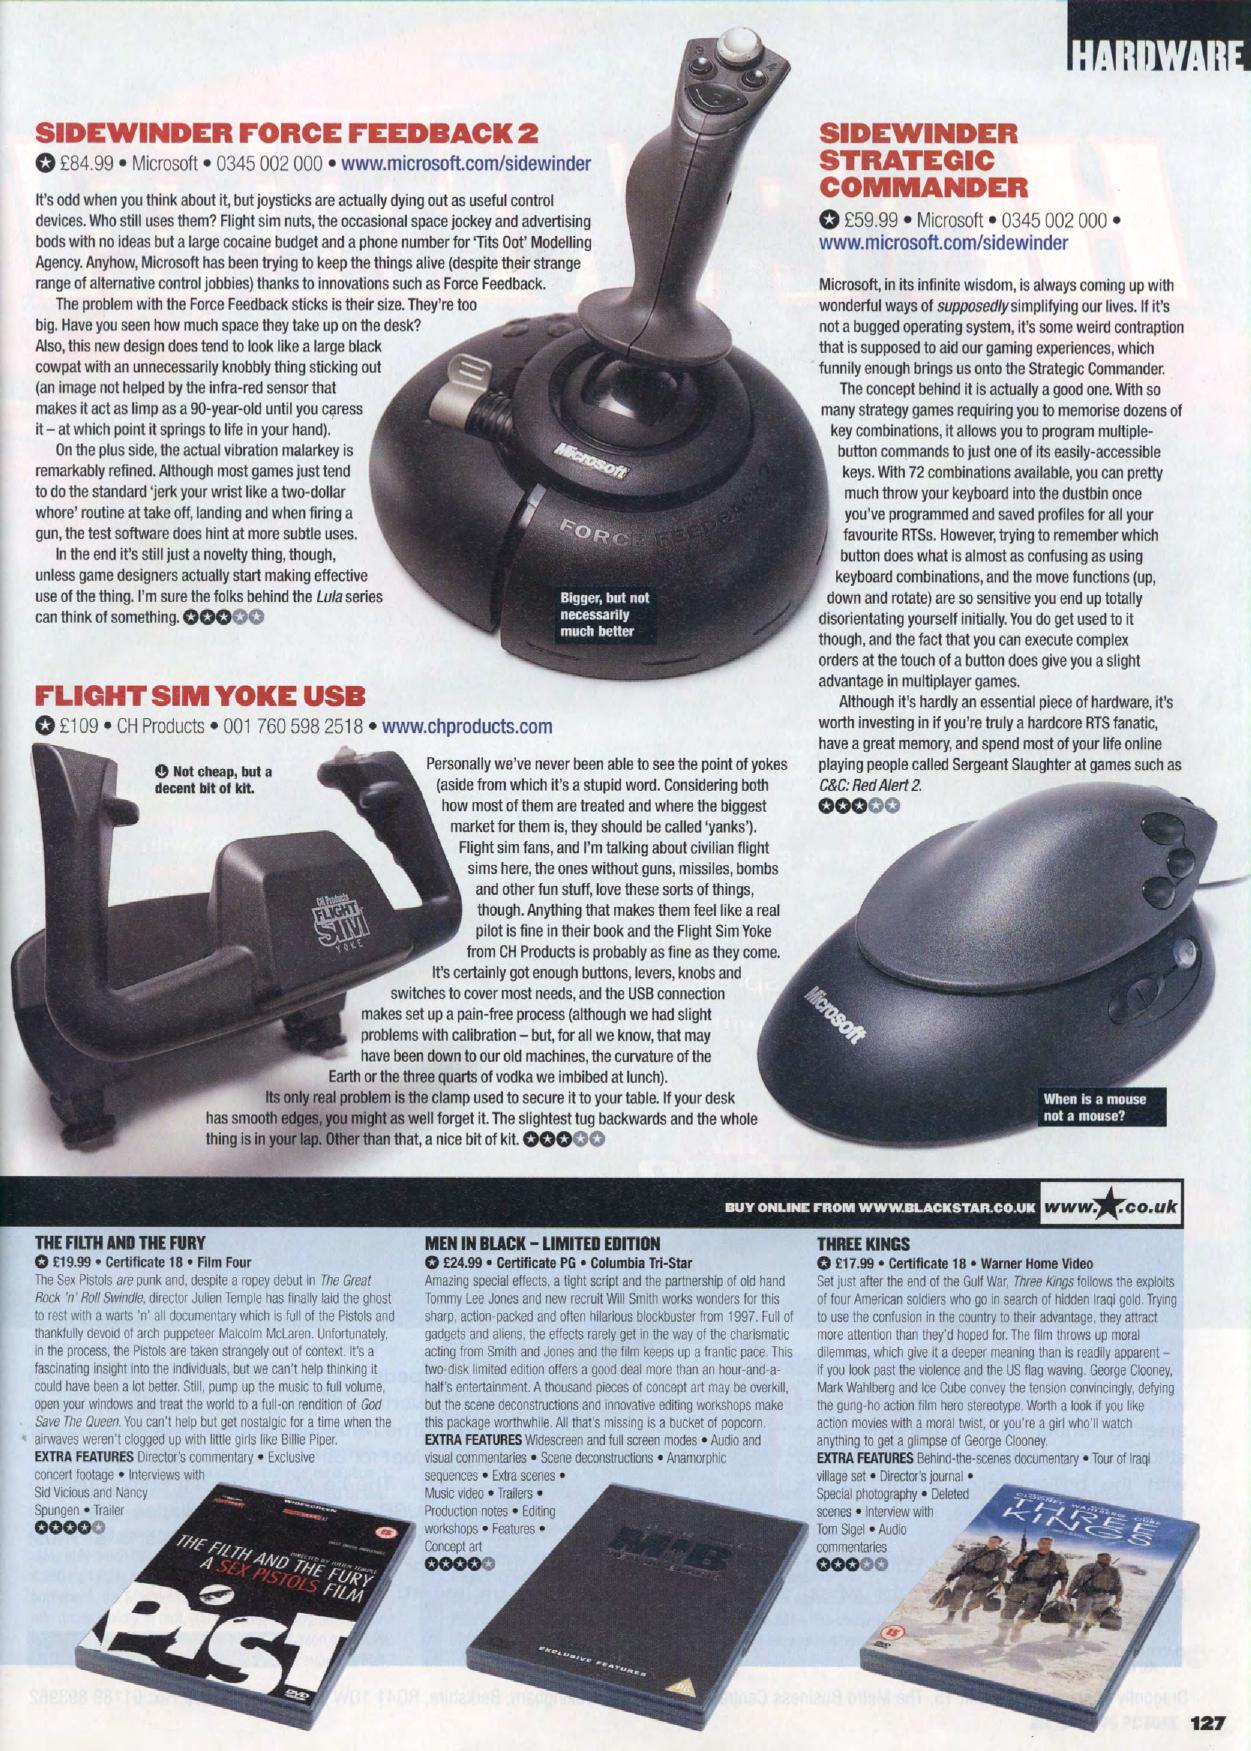 HARDWARE
SIDEWINDER FORCE FEEDBACK 2
£84.99 • Microsoft • 0345 002 000 • www.microsoft.com/sidewinder
It's odd when you think about it, but joysticks are actually dying out as useful control
devices. Who still uses them? Flight sim nuts, the occasional space jockey and advertising
bods with no ideas but a large cocaine budget and a phone number for 'Tits Oot' Modelling
Agency. Anyhow, Microsoft has been trying to keep the things alive (despite their strange
range of alternative control jobbies) thanks to innovations such as Force Feedback.
The problem with the Force Feedback sticks is their size. They're too
big. Have you seen how much space they take up on the desk?
Also, this new design does tend to look like a large black
cowpat with an unnecessarily knobbly thing sticking out
(an image not helped by the infra-red sensor that
makes it act as limp as a 90-year-old until you caress
it – at which point it springs to life in your hand).
On the plus side, the actual vibration malarkey is
remarkably refined. Although most games just tend
to do the standard 'jerk your wrist like a two-dollar
whore' routine at take off, landing and when firing a
gun, the test software does hint at more subtle uses.
In the end it's still just a novelty thing, though,
unless game designers actually start making effective
use of the thing. I'm sure the folks behind the Lula series
can think of something.
Microsoft
FORCE FEEDBACK 2
Bigger, but not
necessarily
much better
SIDEWINDER
STRATEGIC
COMMANDER
£59.99 • Microsoft • 0345 002 000 •
www.microsoft.com/sidewinder
Microsoft, in its infinite wisdom, is always coming up with
wonderful ways of supposedly simplifying our lives. If it's
not a bugged operating system, it's some weird contraption
that is supposed to aid our gaming experiences, which
funnily enough brings us onto the Strategic Commander.
The concept behind it is actually a good one. With so
many strategy games requiring you to memorise dozens of
key combinations, it allows you to program multiple-
button commands to just one of its easily-accessible
keys. With 72 combinations available, you can pretty
much throw your keyboard into the dustbin once
you've programmed and saved profiles for all your
favourite RTSs. However, trying to remember which
button does what is almost as confusing as using
keyboard combinations, and the move functions (up,
down and rotate) are so sensitive you end up totally
disorientating yourself initially. You do get used to it
though, and the fact that you can execute complex
orders at the touch of a button does give you a slight
advantage in multiplayer games.
Although it's hardly an essential piece of hardware, it's
worth investing in if you're truly a hardcore RTS fanatic,
have a great memory, and spend most of your life online
playing people called Sergeant Slaughter at games such as
C&C: Red Alert 2.
Microsoft
When is a mouse
not a mouse?
FLIGHT SIM YOKE USB
£109 • CH Products • 001 760 598 2518 • www.chproducts.com
Not cheap, but a
decent bit of kit.
CH Products
FLIGHT
SIM
YOKE
Personally we've never been able to see the point of yokes
(aside from which it's a stupid word. Considering both
how most of them are treated and where the biggest
market for them is, they should be called 'yanks').
Flight sim fans, and I'm talking about civilian flight
sims here, the ones without guns, missiles, bombs
and other fun stuff, love these sorts of things,
though. Anything that makes them feel like a real
pilot is fine in their book and the Flight Sim Yoke
from CH Products is probably as fine as they come.
It's certainly got enough buttons, levers, knobs and
switches to cover most needs, and the USB connection
makes set up a pain-free process (although we had slight
problems with calibration – but, for all we know, that may
have been down to our old machines, the curvature of the
Earth or the three quarts of vodka we imbibed at lunch).
Its only real problem is the clamp used to secure it to your table. If your desk
has smooth edges, you might as well forget it. The slightest tug backwards and the whole
thing is in your lap. Other than that, a nice bit of kit.
BUY ONLINE FROM WWW.BLACKSTAR.CO.UK www.★.co.uk
THE FILTH AND THE FURY
£19.99 • Certificate 18 • Film Four
The Sex Pistols are punk and, despite a ropey debut in The Great
Rock 'n' Roll Swindle, director Julien Temple has finally laid the ghost
to rest with a warts 'n' all documentary which is full of the Pistols and
thankfully devoid of arch puppeteer Malcolm McLaren. Unfortunately,
in the process, the Pistols are taken strangely out of context. It's a
fascinating insight into the individuals, but we can't help thinking it
could have been a lot better. Still, pump up the music to full volume,
open your windows and treat the world to a full-on rendition of God
Save The Queen. You can't help but get nostalgic for a time when the
airwaves weren't clogged up with little girls like Billie Piper.
EXTRA FEATURES Director's commentary • Exclusive
concert footage • Interviews with
Sid Vicious and Nancy
Spungen • Trailer
WIDESCREEN
15
THE FILTH AND THE FURY
A SEX PISTOLS FILM
PiST
DVD
MEN IN BLACK – LIMITED EDITION
£24.99 • Certificate PG • Columbia Tri-Star
Amazing special effects, a tight script and the partnership of old hand
Tommy Lee Jones and new recruit Will Smith works wonders for this
sharp, action-packed and often hilarious blockbuster from 1997. Full of
gadgets and aliens, the effects rarely get in the way of the charismatic
acting from Smith and Jones and the film keeps up a frantic pace. This
two-disk limited edition offers a good deal more than an hour-and-a-
half's entertainment. A thousand pieces of concept art may be overkill,
but the scene deconstructions and innovative editing workshops make
this package worthwhile. All that's missing is a bucket of popcorn.
EXTRA FEATURES Widescreen and full screen modes • Audio and
visual commentaries • Scene deconstructions • Anamorphic
sequences • Extra scenes •
Music video • Trailers •
Production notes • Editing
workshops • Features •
Concept art
MIB
EXCLUSIVE FEATURES
PG
THREE KINGS
£17.99 • Certificate 18 • Warner Home Video
Set just after the end of the Gulf War, Three Kings follows the exploits
of four American soldiers who go in search of hidden Iraqi gold. Trying
to use the confusion in the country to their advantage, they attract
more attention than they'd hoped for. The film throws up moral
dilemmas, which give it a deeper meaning than is readily apparent –
if you look past the violence and the US flag waving. George Clooney,
Mark Wahlberg and Ice Cube convey the tension convincingly, defying
the gung-ho action film hero stereotype. Worth a look if you like
action movies with a moral twist, or you're a girl who'll watch
anything to get a glimpse of George Clooney.
EXTRA FEATURES Behind-the-scenes documentary • Tour of Iraqi
village set • Director's journal •
Special photography • Deleted
scenes • Interview with
Tom Sigel • Audio
commentaries
CLOONEY WAHLBERG CUBE
THREE
KINGS
15
DVD
127